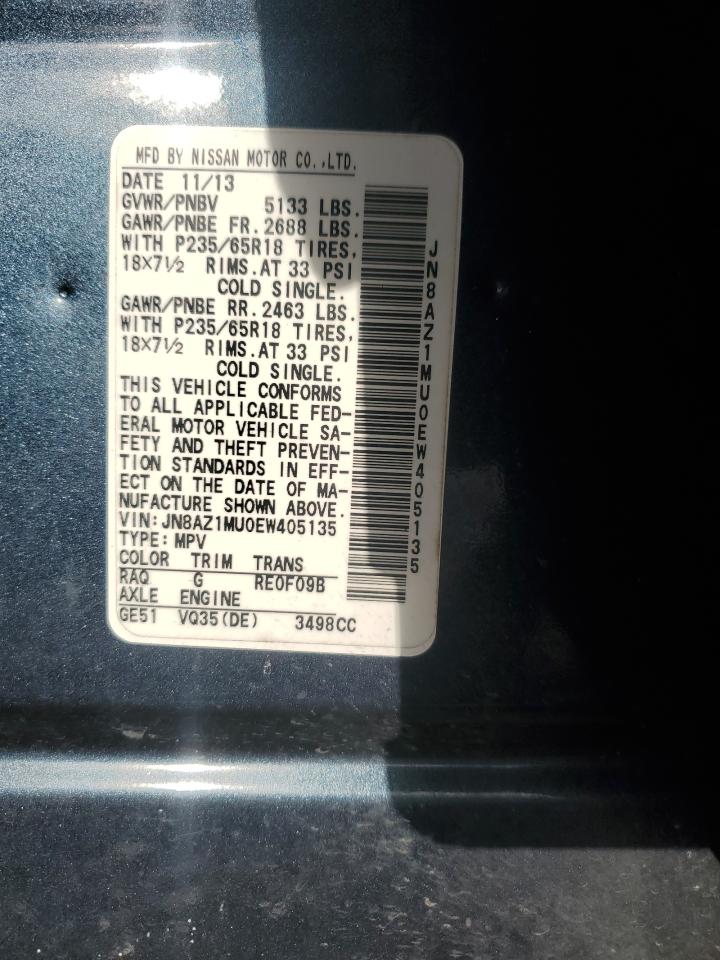 MFD BY NISSAN MOTOR CO.,LTD.
DATE 11/13
GVWR/PNBV 5133 LBS.
GAWR/PNBE FR.2688 LBS.
WITH P235/65R18 TIRES,
18X7½ RIMS.AT 33 PSI
COLD SINGLE.
GAWR/PNBE RR.2463 LBS.
WITH P235/65R18 TIRES,
18X7½ RIMS.AT 33 PSI
COLD SINGLE.
THIS VEHICLE CONFORMS
TO ALL APPLICABLE FED-
ERAL MOTOR VEHICLE SA-
FETY AND THEFT PREVEN-
TION STANDARDS IN EFF-
ECT ON THE DATE OF MA-
NUFACTURE SHOWN ABOVE.
VIN:JN8AZ1MU0EW405135
TYPE:MPV
COLOR TRIM TRANS
RAQ G RE0F09B
AXLE ENGINE
GE51 VQ35(DE) 3498CC
JN8AZ1MU0EW405135